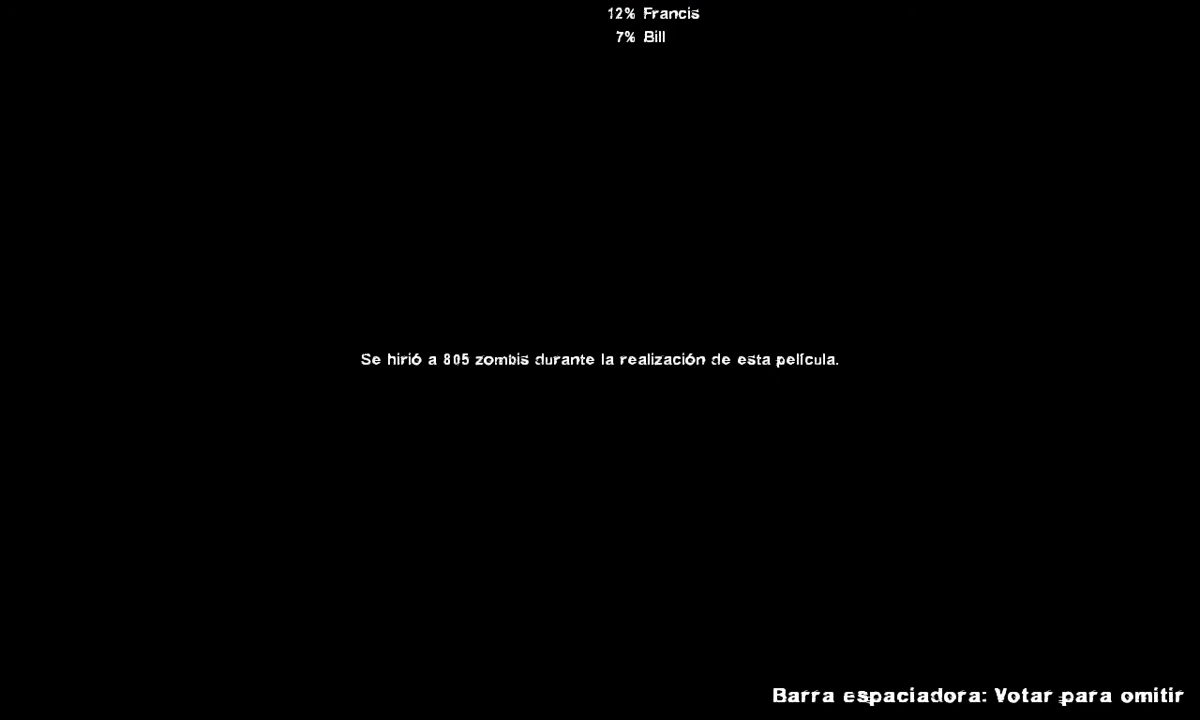 12% Francis
7% Bill
Se hirió a 805 zombis durante la realización de esta película.
Barra espaciadora: Votar para omitir